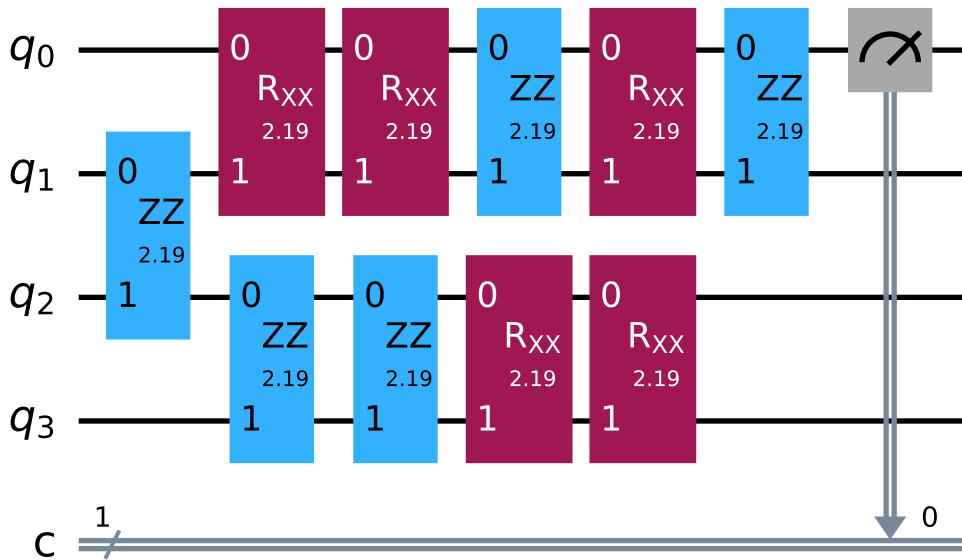 q0 0 0 0 0 0
RXX RXX ZZ RXX ZZ
2.19 2.19 2.19 2.19 2.19
q1 0 1 1 1 1 1
ZZ
2.19
q2 1 0 0 0 0
ZZ ZZ RXX RXX
2.19 2.19 2.19 2.19
q3 1 1 1 1
1 0
c